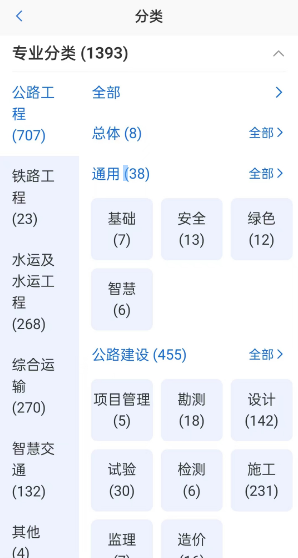 分类
专业分类 (1393)
公路工
程
(707)
铁路工
程
(23)
水运及
水运工
程
(268)
综合运
输
(270)
智慧交
通
(132)
其他
(4)
全部
总体 (8) 全部
通用 (38) 全部
基础 安全 绿色
(7) (13) (12)
智慧
(6)
公路建设 (455) 全部
项目管理 勘测 设计
(5) (18) (142)
试验 检测 施工
(30) (6) (231)
监理 造价